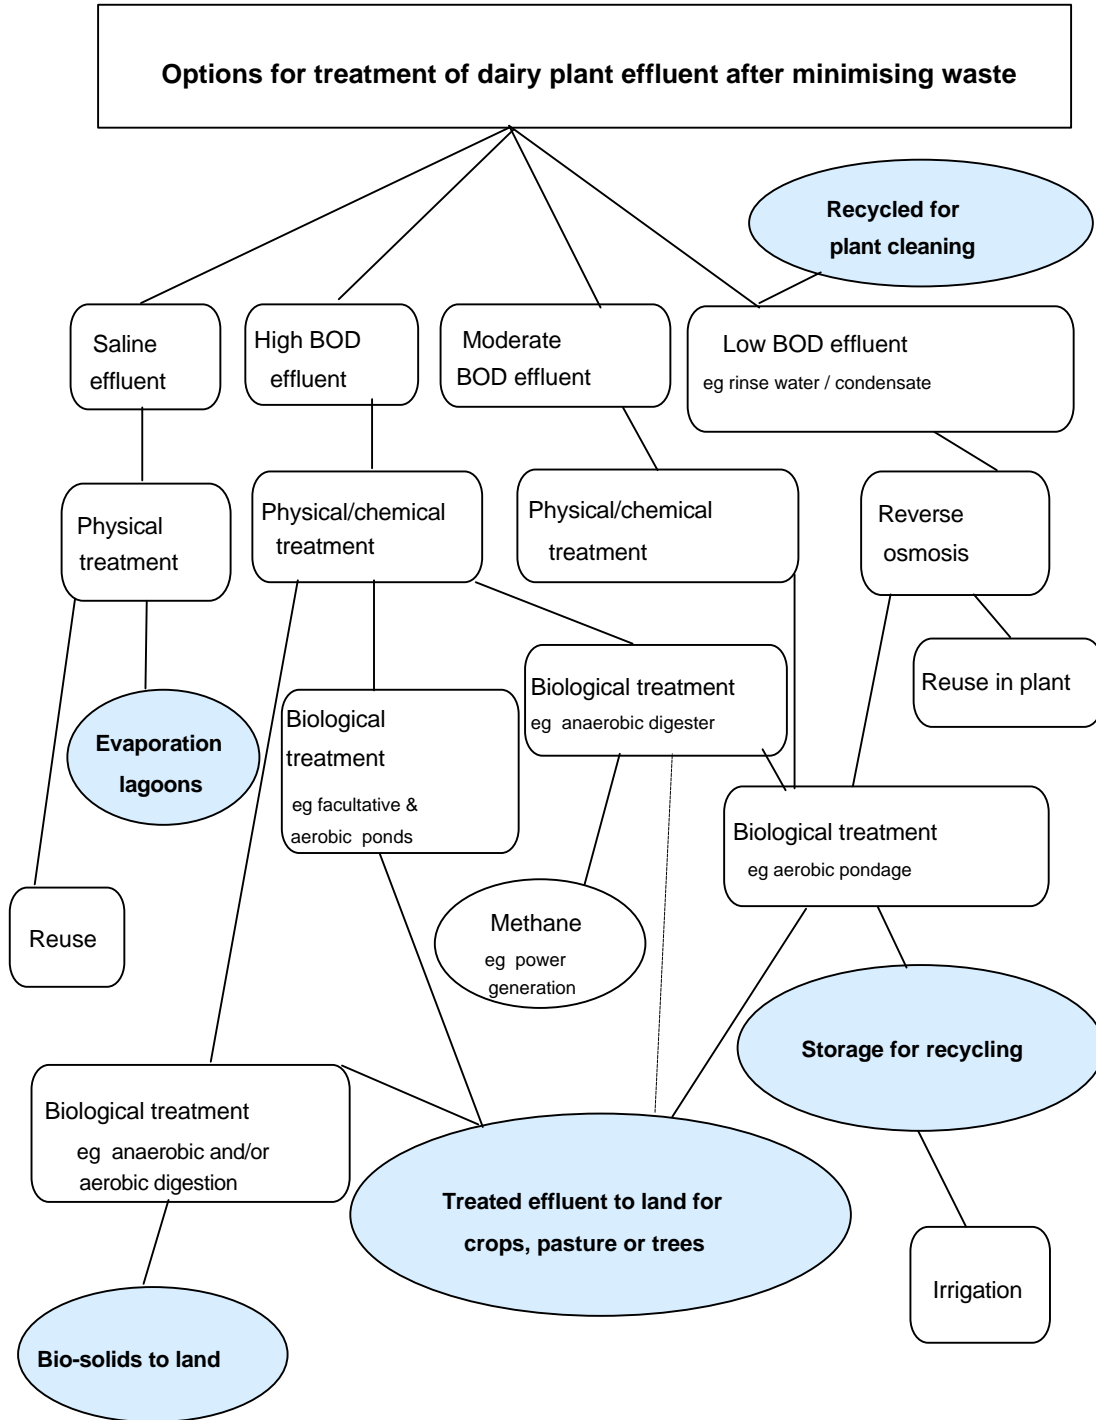 Options for treatment of dairy plant effluent after minimising waste
Recycled for
plant cleaning
Saline
effluent
High BOD
effluent
Moderate
BOD effluent
Low BOD effluent
eg rinse water / condensate
Physical
treatment
Physical/chemical
treatment
Physical/chemical
treatment
Reverse
osmosis
Reuse in plant
Biological treatment
eg anaerobic digester
Biological
treatment
eg facultative &
aerobic ponds
Evaporation
lagoons
Biological treatment
eg aerobic pondage
Reuse
Methane
eg power
generation
Storage for recycling
Biological treatment
eg anaerobic and/or
aerobic digestion
Treated effluent to land for
crops, pasture or trees
Irrigation
Bio-solids to land